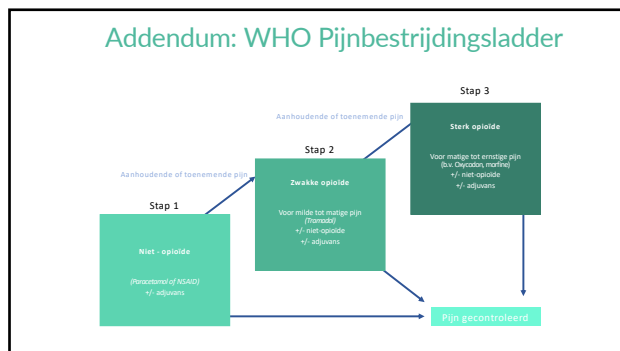 Addendum: WHO Pijnbestrijdingsladder
Stap 3
Aanhoudende of toenemende pijn
Sterk opioïde
Voor matige tot ernstige pijn
(b.v. Oxycodon, morfine)
+/- niet-opioïde
+/- adjuvans
Stap 2
Aanhoudende of toenemende pijn
Zwakke opioïde
Voor milde tot matige pijn
(Tramadol)
+/- niet-opioïde
+/- adjuvans
Stap 1
Niet - opioïde
(Paracetamol of NSAID)
+/- adjuvans
Pijn gecontroleerd